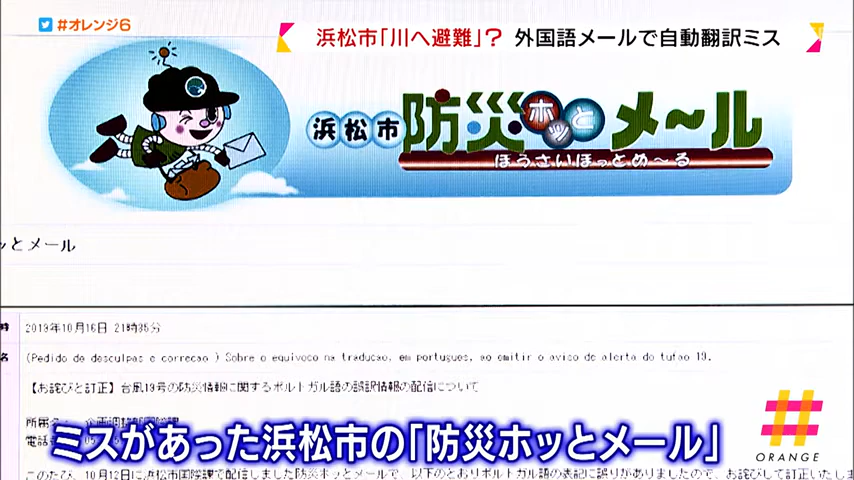 #オレンジ6
浜松市「川へ避難」? 外国語メールで自動翻訳ミス
浜松市防災ホッとメ〜ル
ぼうさいほっとめ〜る
とメール
2019年10月16日 21時35分
名 (Pedido de desculpas e correcao ) Sobre o equivoco na traducao, em portugues, ao emitir o aviso de alerta do tufao 19.
【お詫びと訂正】台風19号の防災情報に関するポルトガル語の誤訳情報の配信について
所属名
電話番
ミスがあった浜松市の「防災ホッとメール」
このたび、10月12日に浜松市国際課で配信しました「防災ホッとメール」で、以下のとおりポルトガル語の表記に誤りがありましたので、お詫びして訂正いたしま
#
ORANGE